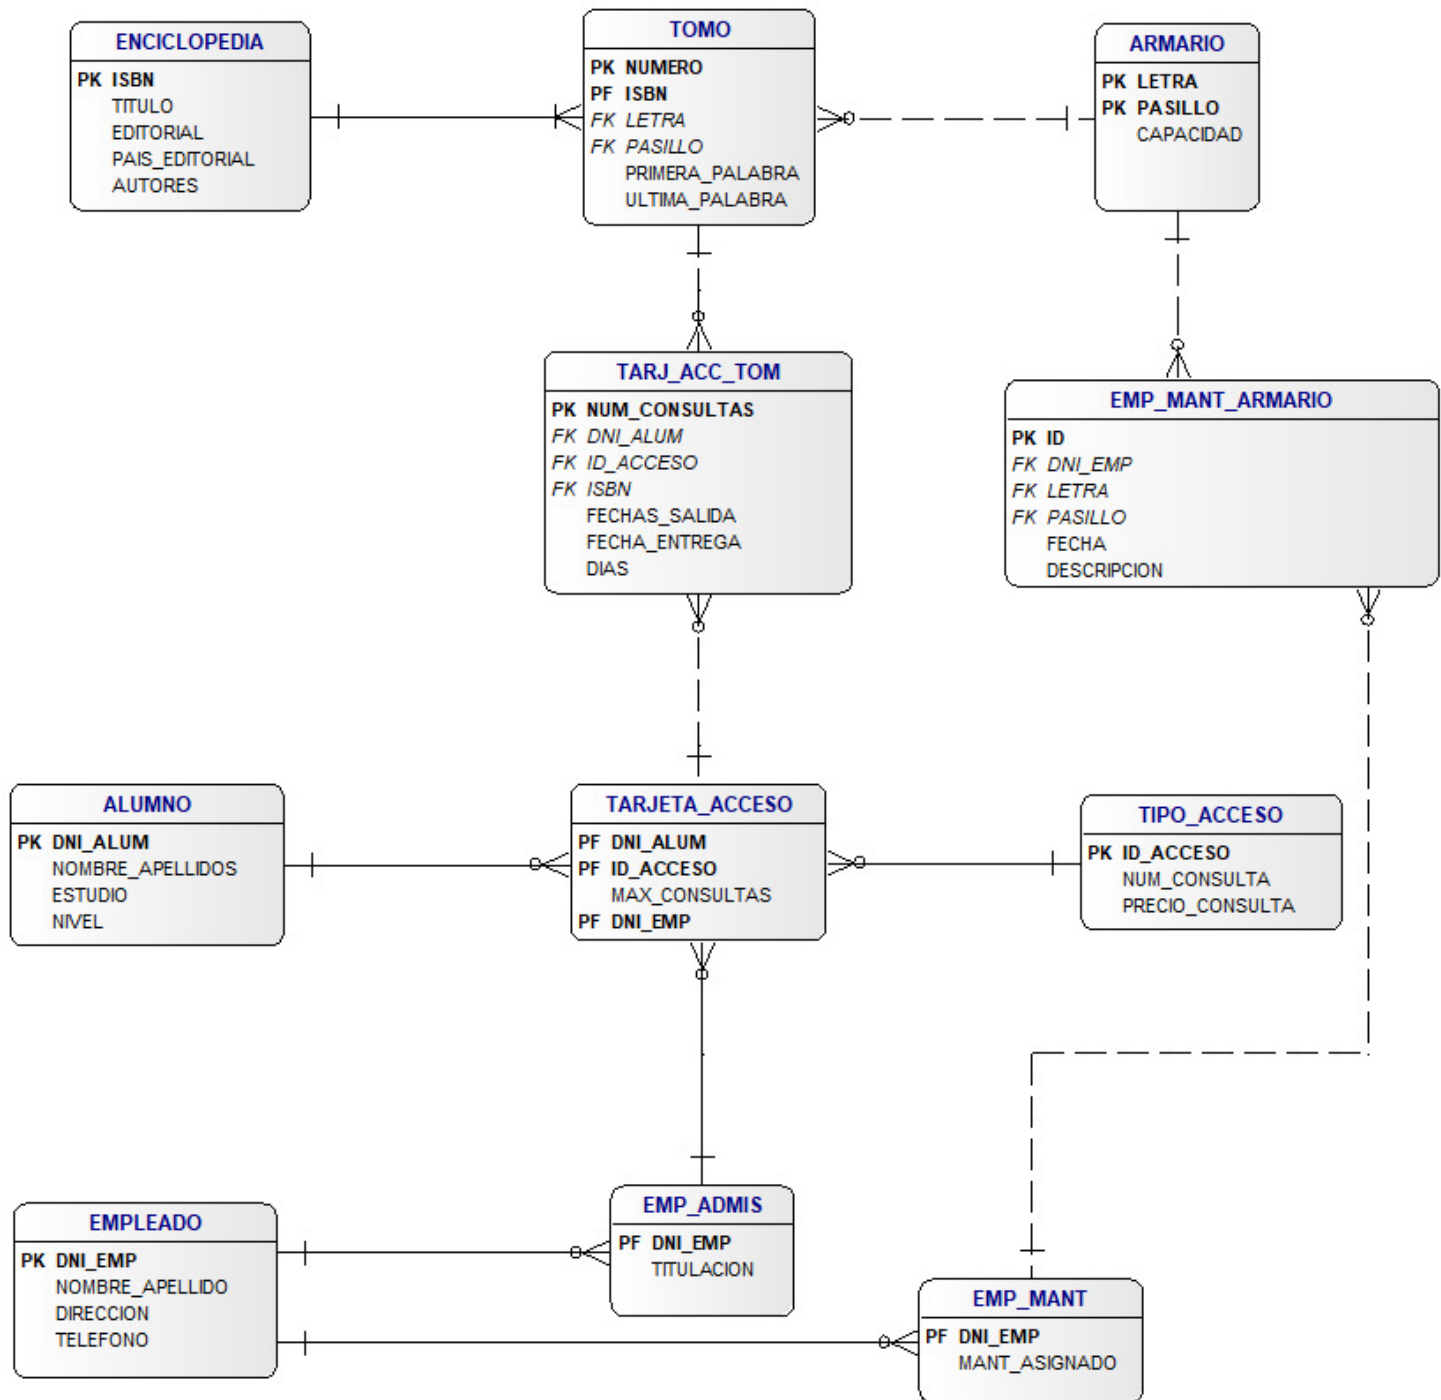 ENCICLOPEDIA
PK ISBN
TITULO
EDITORIAL
PAIS_EDITORIAL
AUTORES
TOMO
PK NUMERO
PF ISBN
FK LETRA
FK PASILLO
PRIMERA_PALABRA
ULTIMA_PALABRA
ARMARIO
PK LETRA
PK PASILLO
CAPACIDAD
TARJ_ACC_TOM
PK NUM_CONSULTAS
FK DNI_ALUM
FK ID_ACCESO
FK ISBN
FECHAS_SALIDA
FECHA_ENTREGA
DIAS
EMP_MANT_ARMARIO
PK ID
FK DNI_EMP
FK LETRA
FK PASILLO
FECHA
DESCRIPCION
ALUMNO
PK DNI_ALUM
NOMBRE_APELLIDOS
ESTUDIO
NIVEL
TARJETA_ACCESO
PF DNI_ALUM
PF ID_ACCESO
MAX_CONSULTAS
PF DNI_EMP
TIPO_ACCESO
PK ID_ACCESO
NUM_CONSULTA
PRECIO_CONSULTA
EMPLEADO
PK DNI_EMP
NOMBRE_APELLIDO
DIRECCION
TELEFONO
EMP_ADMIS
PF DNI_EMP
TITULACION
EMP_MANT
PF DNI_EMP
MANT_ASIGNADO